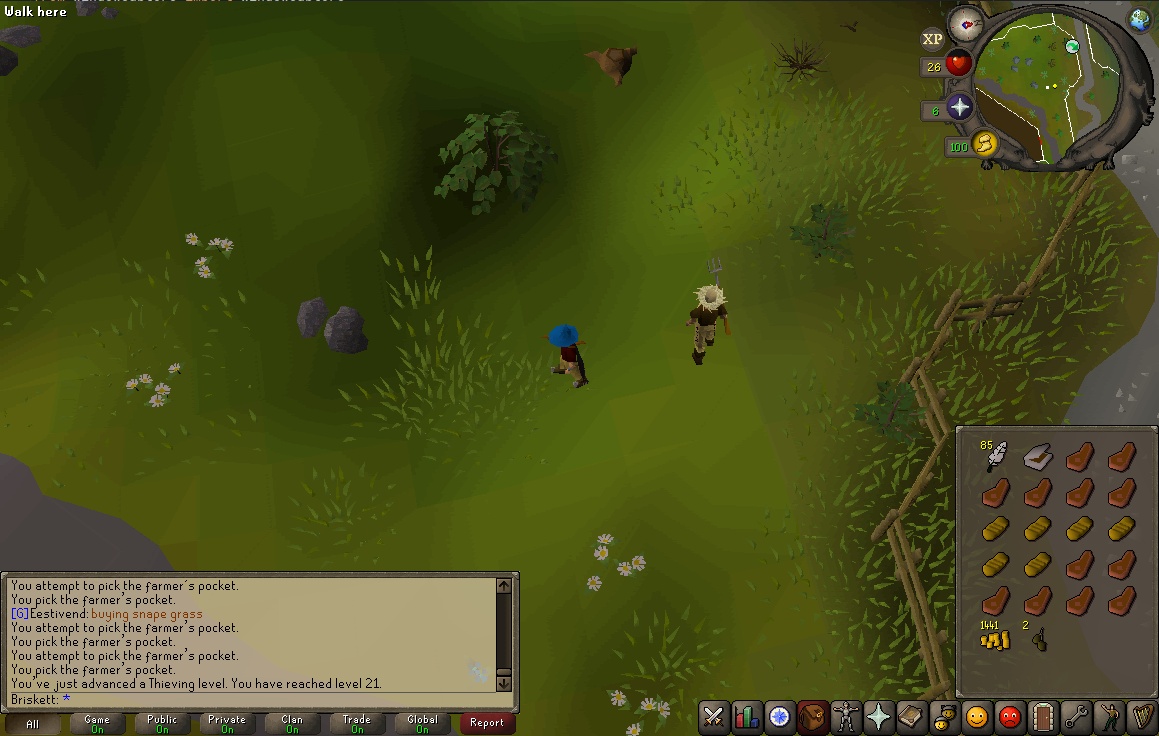 Walk here
XP
26
6
100
85
1441
2
You attempt to pick the farmer's pocket.
You pick the farmer's pocket.
[G]Eestivend: buying snape grass
You attempt to pick the farmer's pocket.
You pick the farmer's pocket.
You attempt to pick the farmer's pocket.
You pick the farmer's pocket.
You've just advanced a Thieving level. You have reached level 21.
Briskett: *
All
Game
On
Public
On
Private
On
Clan
On
Trade
On
Global
On
Report